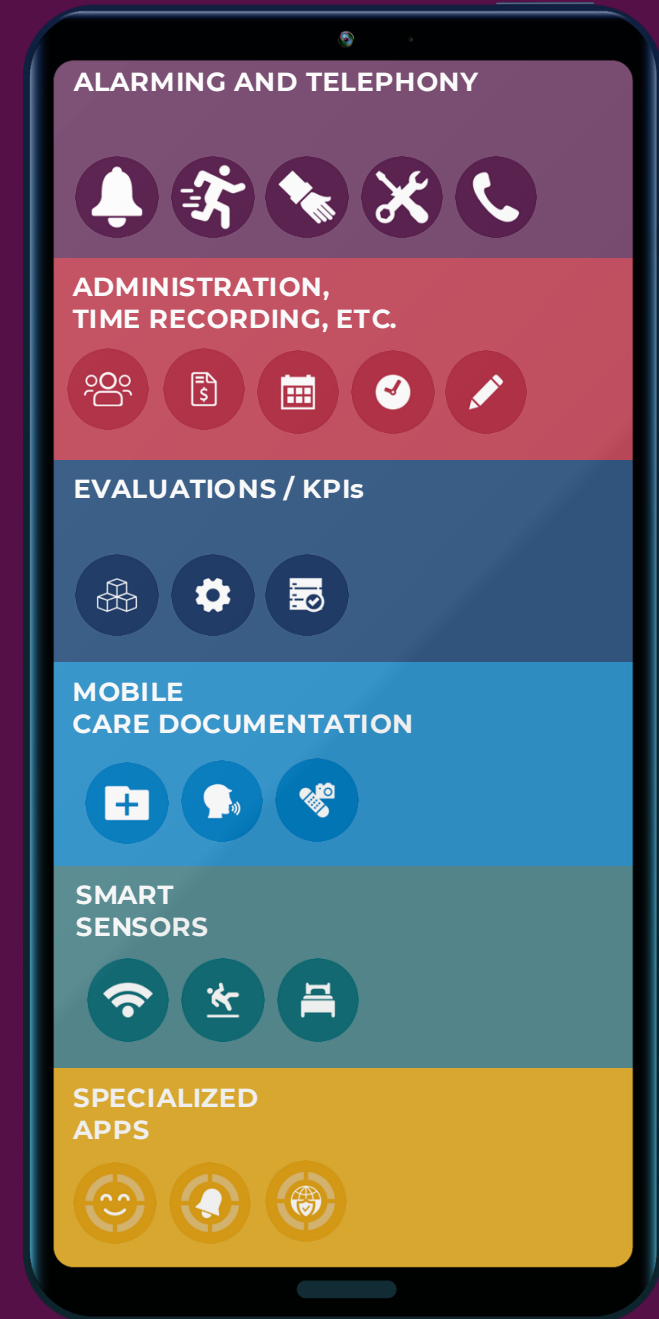 ALARMING AND TELEPHONY
ADMINISTRATION,
TIME RECORDING, ETC.
EVALUATIONS / KPIs
MOBILE
CARE DOCUMENTATION
SMART
SENSORS
SPECIALIZED
APPS